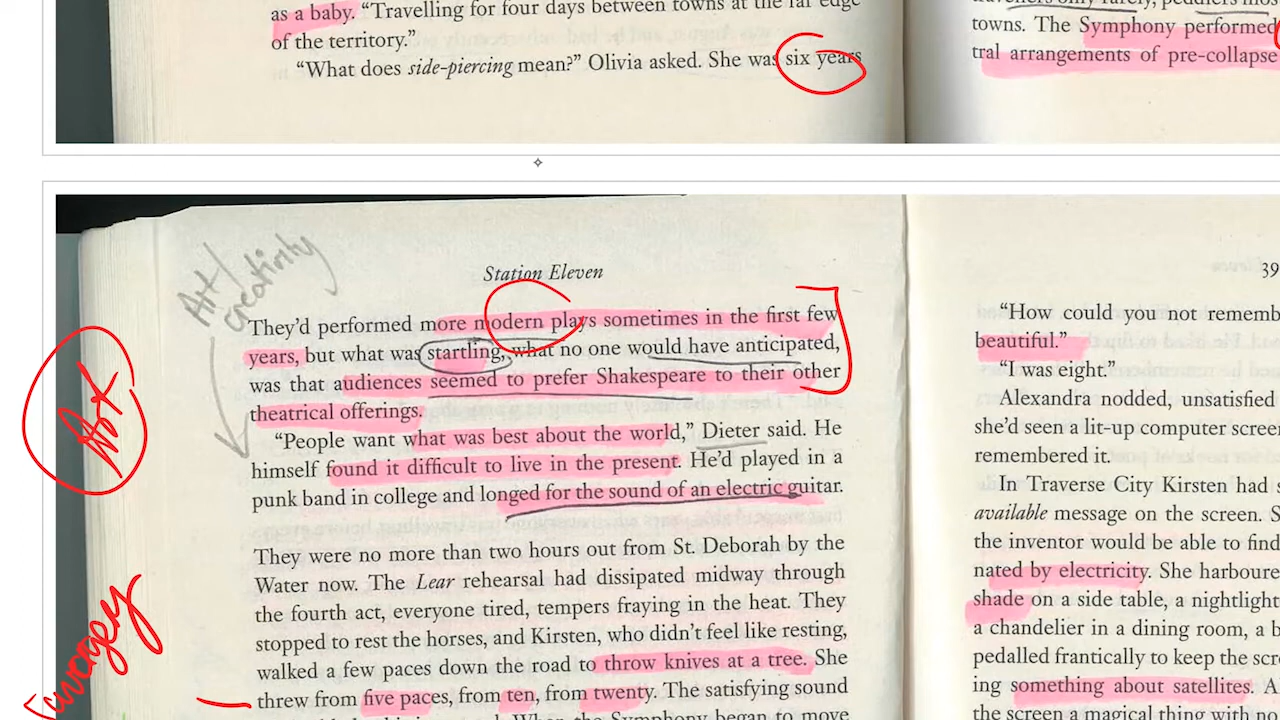 as a baby. “Travelling for four days between towns at the far edge
of the territory.”
“What does side-piercing mean?” Olivia asked. She was six years
towns. The Symphony performed
tral arrangements of pre-collapse
Art/
creativity
Art
Station Eleven
They’d performed more modern plays sometimes in the first few
years, but what was startling, what no one would have anticipated,
was that audiences seemed to prefer Shakespeare to their other
theatrical offerings.
“People want what was best about the world,” Dieter said. He
himself found it difficult to live in the present. He’d played in a
punk band in college and longed for the sound of an electric guitar.
They were no more than two hours out from St. Deborah by the
Water now. The Lear rehearsal had dissipated midway through
the fourth act, everyone tired, tempers fraying in the heat. They
stopped to rest the horses, and Kirsten, who didn’t feel like resting,
walked a few paces down the road to throw knives at a tree. She
threw from five paces, from ten, from twenty. The satisfying sound
39
“How could you not rememb
beautiful.”
“I was eight.”
Alexandra nodded, unsatisfied
she’d seen a lit-up computer screen
remembered it.
In Traverse City Kirsten had s
available message on the screen. S
the inventor would be able to find
nated by electricity. She harboure
shade on a side table, a nightlight
a chandelier in a dining room, a b
pedalled frantically to keep the scre
ing something about satellites. A
the screen a magical thing with no